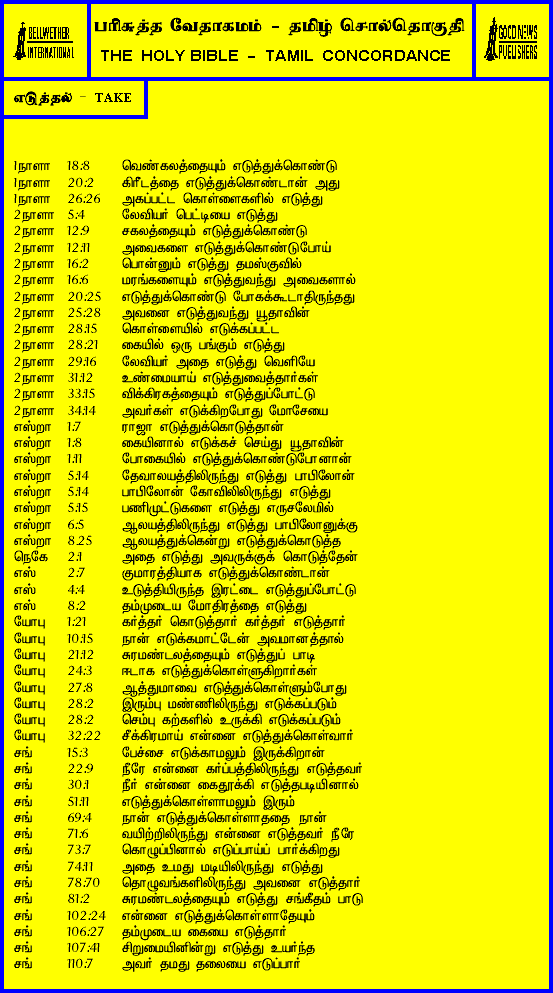 BELLWETHER INTERNATIONAL
பரிசுத்த வேதாகமம் - தமிழ் சொல்தொகுதி
THE HOLY BIBLE - TAMIL CONCORDANCE
GOOD NEWS PUBLISHERS
எடுத்தல் - TAKE
1நாளா 18:8 வெண்கலத்தையும் எடுத்துக்கொண்டு
1நாளா 20:2 கிரீடத்தை எடுத்துக்கொண்டான் அது
1நாளா 26:26 அகப்பட்ட கொள்ளைகளில் எடுத்து
2நாளா 5:4 லேவியர் பெட்டியை எடுத்து
2நாளா 12:9 சகலத்தையும் எடுத்துக்கொண்டு
2நாளா 12:11 அவைகளை எடுத்துக்கொண்டுபோய்
2நாளா 16:2 பொன்னும் எடுத்து தமஸ்குவில்
2நாளா 16:6 மரங்களையும் எடுத்துவந்து அவைகளால்
2நாளா 20:25 எடுத்துக்கொண்டு போகக்கூடாதிருந்தது
2நாளா 25:28 அவனை எடுத்துவந்து யூதாவின்
2நாளா 28:15 கொள்ளையில் எடுக்கப்பட்ட
2நாளா 28:21 கையில் ஒரு பங்கும் எடுத்து
2நாளா 29:16 லேவியர் அதை எடுத்து வெளியே
2நாளா 31:12 உண்மையாய் எடுத்துவைத்தார்கள்
2நாளா 33:15 விக்கிரகத்தையும் எடுத்துப்போட்டு
2நாளா 34:14 அவர்கள் எடுக்கிறபோது மோசேயை
எஸ்றா 1:7 ராஜா எடுத்துக்கொடுத்தான்
எஸ்றா 1:8 கையினால் எடுக்கச் செய்து யூதாவின்
எஸ்றா 1:11 போகையில் எடுத்துக்கொண்டுபோனான்
எஸ்றா 5:14 தேவாலயத்திலிருந்து எடுத்து பாபிலோன்
எஸ்றா 5:14 பாபிலோன் கோவிலிலிருந்து எடுத்து
எஸ்றா 5:15 பணிமுட்டுகளை எடுத்து எருசலேமில்
எஸ்றா 6:5 ஆலயத்திலிருந்து எடுத்து பாபிலோனுக்கு
எஸ்றா 8.25 ஆலயத்துக்கென்று எடுத்துக்கொடுத்த
நெகே 2:1 அதை எடுத்து அவருக்குக் கொடுத்தேன்
எஸ் 2:7 குமாரத்தியாக எடுத்துக்கொண்டான்
எஸ் 4:4 உடுத்தியிருந்த இரட்டை எடுத்துப்போட்டு
எஸ் 8:2 தம்முடைய மோதிரத்தை எடுத்து
யோபு 1:21 கர்த்தர் கொடுத்தார் கர்த்தர் எடுத்தார்
யோபு 10:15 நான் எடுக்கமாட்டேன் அவமானத்தால்
யோபு 21:12 சுரமண்டலத்தையும் எடுத்துப் பாடி
யோபு 24:3 ஈடாக எடுத்துக்கொள்ளுகிறார்கள்
யோபு 27:8 ஆத்துமாவை எடுத்துக்கொள்ளும்போது
யோபு 28:2 இரும்பு மண்ணிலிருந்து எடுக்கப்படும்
யோபு 28:2 செம்பு கற்களில் உருக்கி எடுக்கப்படும்
யோபு 32:22 சீக்கிரமாய் என்னை எடுத்துக்கொள்வார்
சங் 15:3 பேச்சை எடுக்காமலும் இருக்கிறான்
சங் 22:9 நீரே என்னை கர்ப்பத்திலிருந்து எடுத்தவர்
சங் 30:1 நீர் என்னை கைதூக்கி எடுத்தபடியினால்
சங் 51:11 எடுத்துக்கொள்ளாமலும் இரும்
சங் 69:4 நான் எடுத்துக்கொள்ளாததை நான்
சங் 71:6 வயிற்றிலிருந்து என்னை எடுத்தவர் நீரே
சங் 73:7 கொழுப்பினால் எடுப்பாய்ப் பார்க்கிறது
சங் 74:11 அதை உமது மடியிலிருந்து எடுத்து
சங் 78:70 தொழுவங்களிலிருந்து அவனை எடுத்தார்
சங் 81:2 சுரமண்டலத்தையும் எடுத்து சங்கீதம் பாடு
சங் 102:24 என்னை எடுத்துக்கொள்ளாதேயும்
சங் 106:27 தம்முடைய கையை எடுத்தார்
சங் 107:41 சிறுமையினின்று எடுத்து உயர்ந்த
சங் 110:7 அவர் தமது தலையை எடுப்பார்